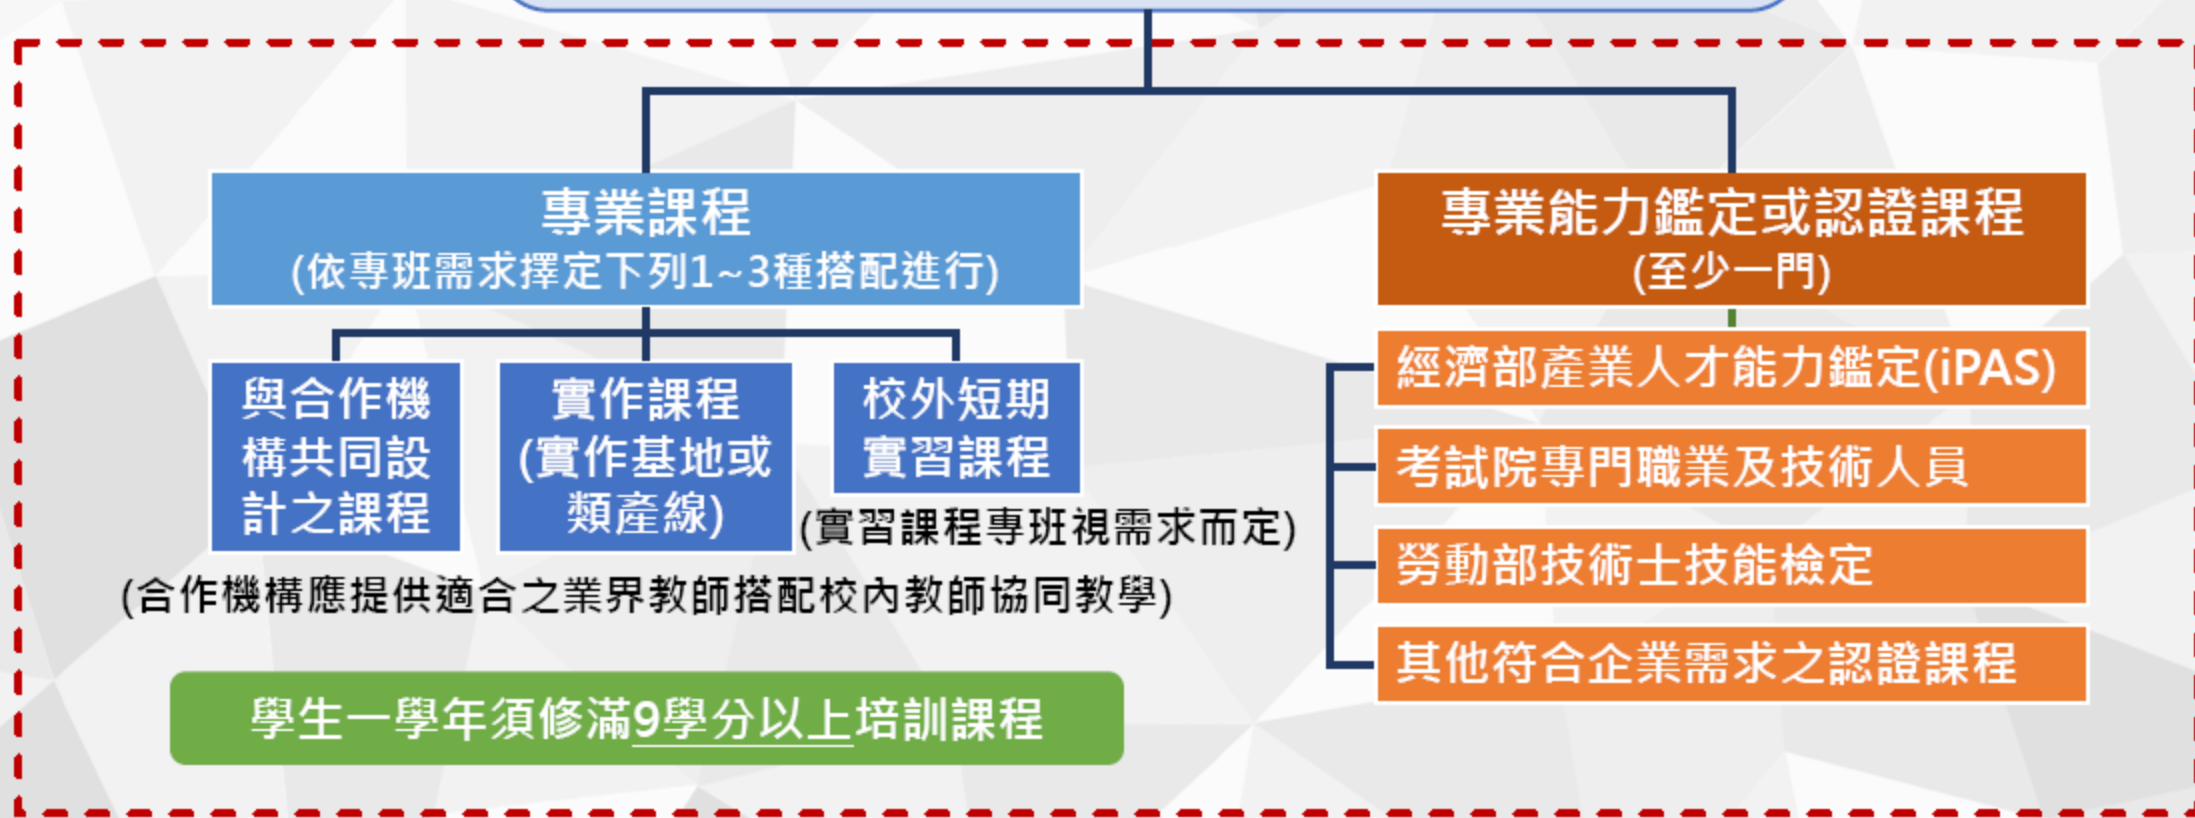 專業課程
(依專班需求擇定下列1~3種搭配進行)
與合作機
構共同設
計之課程
實作課程
(實作基地或
類產線)
校外短期
實習課程
(實習課程專班視需求而定)
(合作機構應提供適合之業界教師搭配校內教師協同教學)
學生一學年須修滿9學分以上培訓課程
專業能力鑑定或認證課程
(至少一門)
經濟部產業人才能力鑑定(iPAS)
考試院專門職業及技術人員
勞動部技術士技能檢定
其他符合企業需求之認證課程